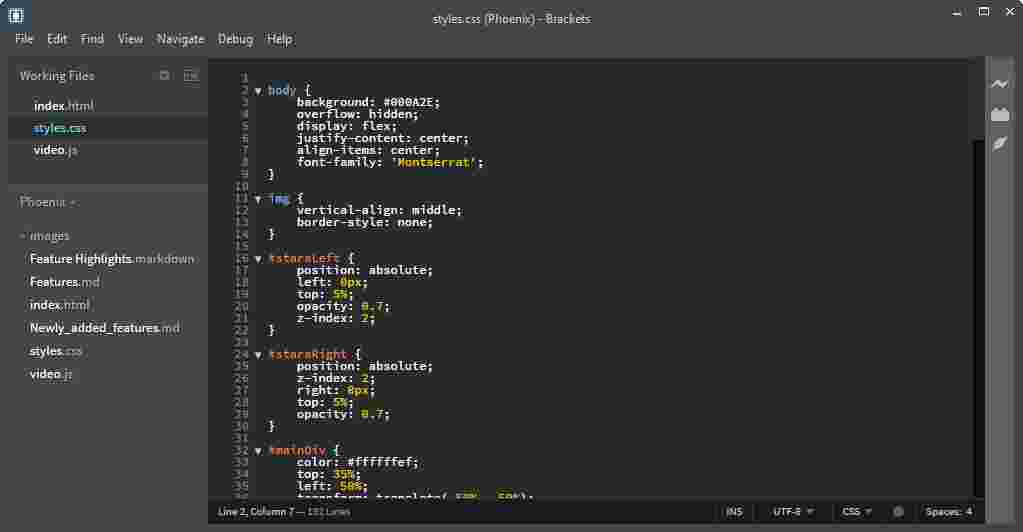 styles.css (Phoenix) - Brackets
File Edit Find View Navigate Debug Help
Working Files
index.html
styles.css
video.js
Phoenix
images
Feature Highlights.markdown
Features.md
index.html
Newly_added_features.md
styles.css
video.js
1
2 body {
3 background: #000A2E;
4 overflow: hidden;
5 display: flex;
6 justify-content: center;
7 align-items: center;
8 font-family: 'Montserrat';
9 }
10
11 img {
12 vertical-align: middle;
13 border-style: none;
14 }
15
16 #starsLeft {
17 position: absolute;
18 left: 0px;
19 top: 5%;
20 opacity: 0.7;
21 z-index: 2;
22 }
23
24 #starsRight {
25 position: absolute;
26 z-index: 2;
27 right: 0px;
28 top: 5%;
29 opacity: 0.7;
30 }
31
32 #mainDiv {
33 color: #ffffffef;
34 top: 35%;
35 left: 50%;
Line 2, Column 7 — 192 Lines
INS UTF-8 CSS Spaces: 4